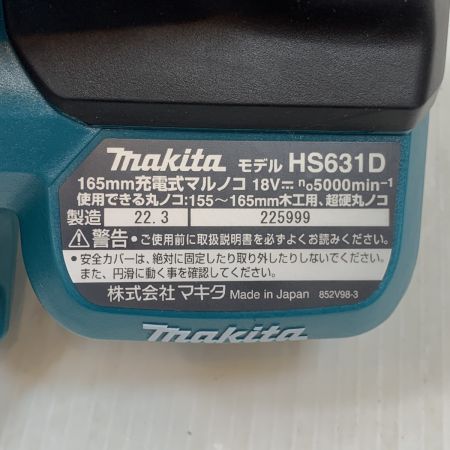 makita モデル HS631D
165mm充電式マルノコ 18V⎓ n₀5000min⁻¹
使用できる丸ノコ:155～165mm木工用、超硬丸ノコ
製造 22.3 225999
⚠警告 •ご使用前に取扱説明書を必ずよくお読みください。
•安全カバーは、絶対に固定したり取り外したりしないでください。
また、円滑に動く事を確認してください。
株式会社マキタ Made in Japan 852V98-3
makita